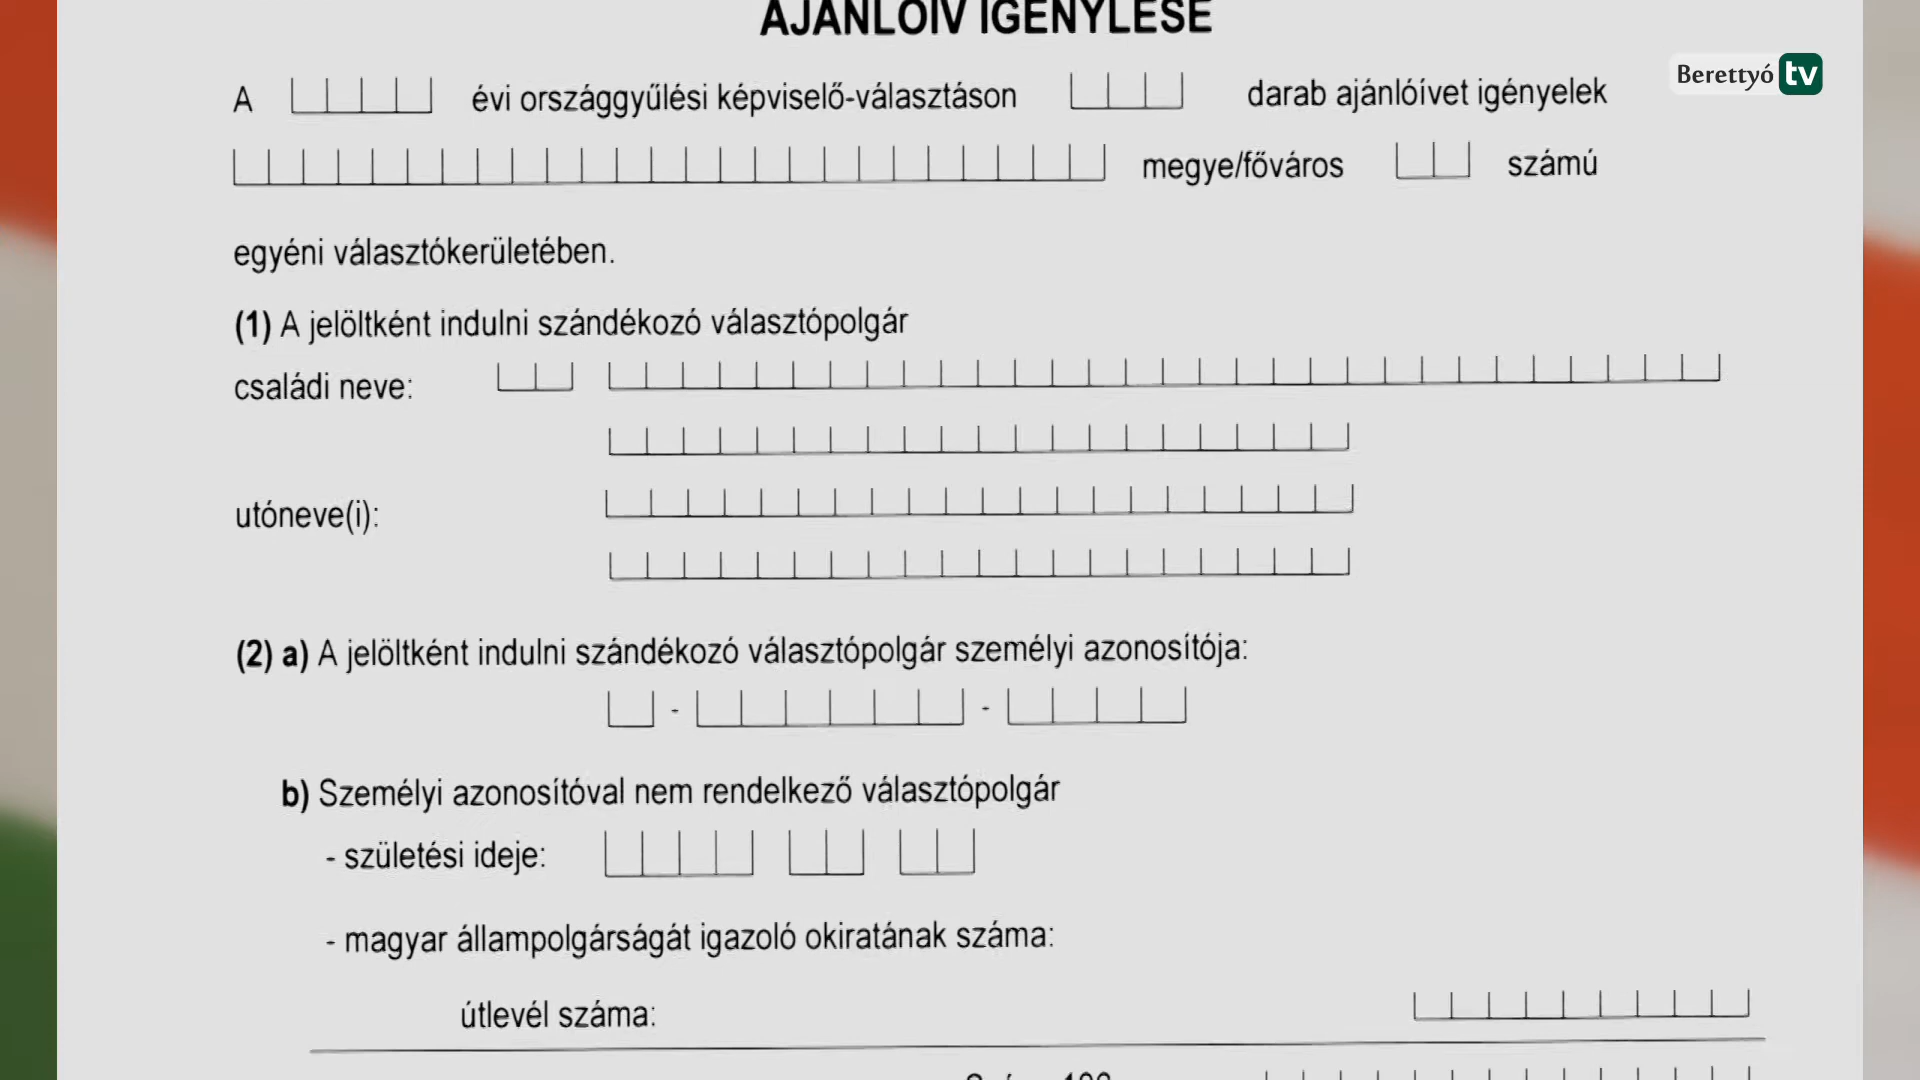 AJÁNLÓÍV IGÉNYLÉSE
Berettyó tv
A évi országgyűlési képviselő-választáson darab ajánlóívet igényelek
megye/főváros számú
egyéni választókerületében.
(1) A jelöltként indulni szándékozó választópolgár
családi neve:
utóneve(i):
(2) a) A jelöltként indulni szándékozó választópolgár személyi azonosítója:
- -
b) Személyi azonosítóval nem rendelkező választópolgár
- születési ideje:
- magyar állampolgárságát igazoló okiratának száma:
útlevél száma: